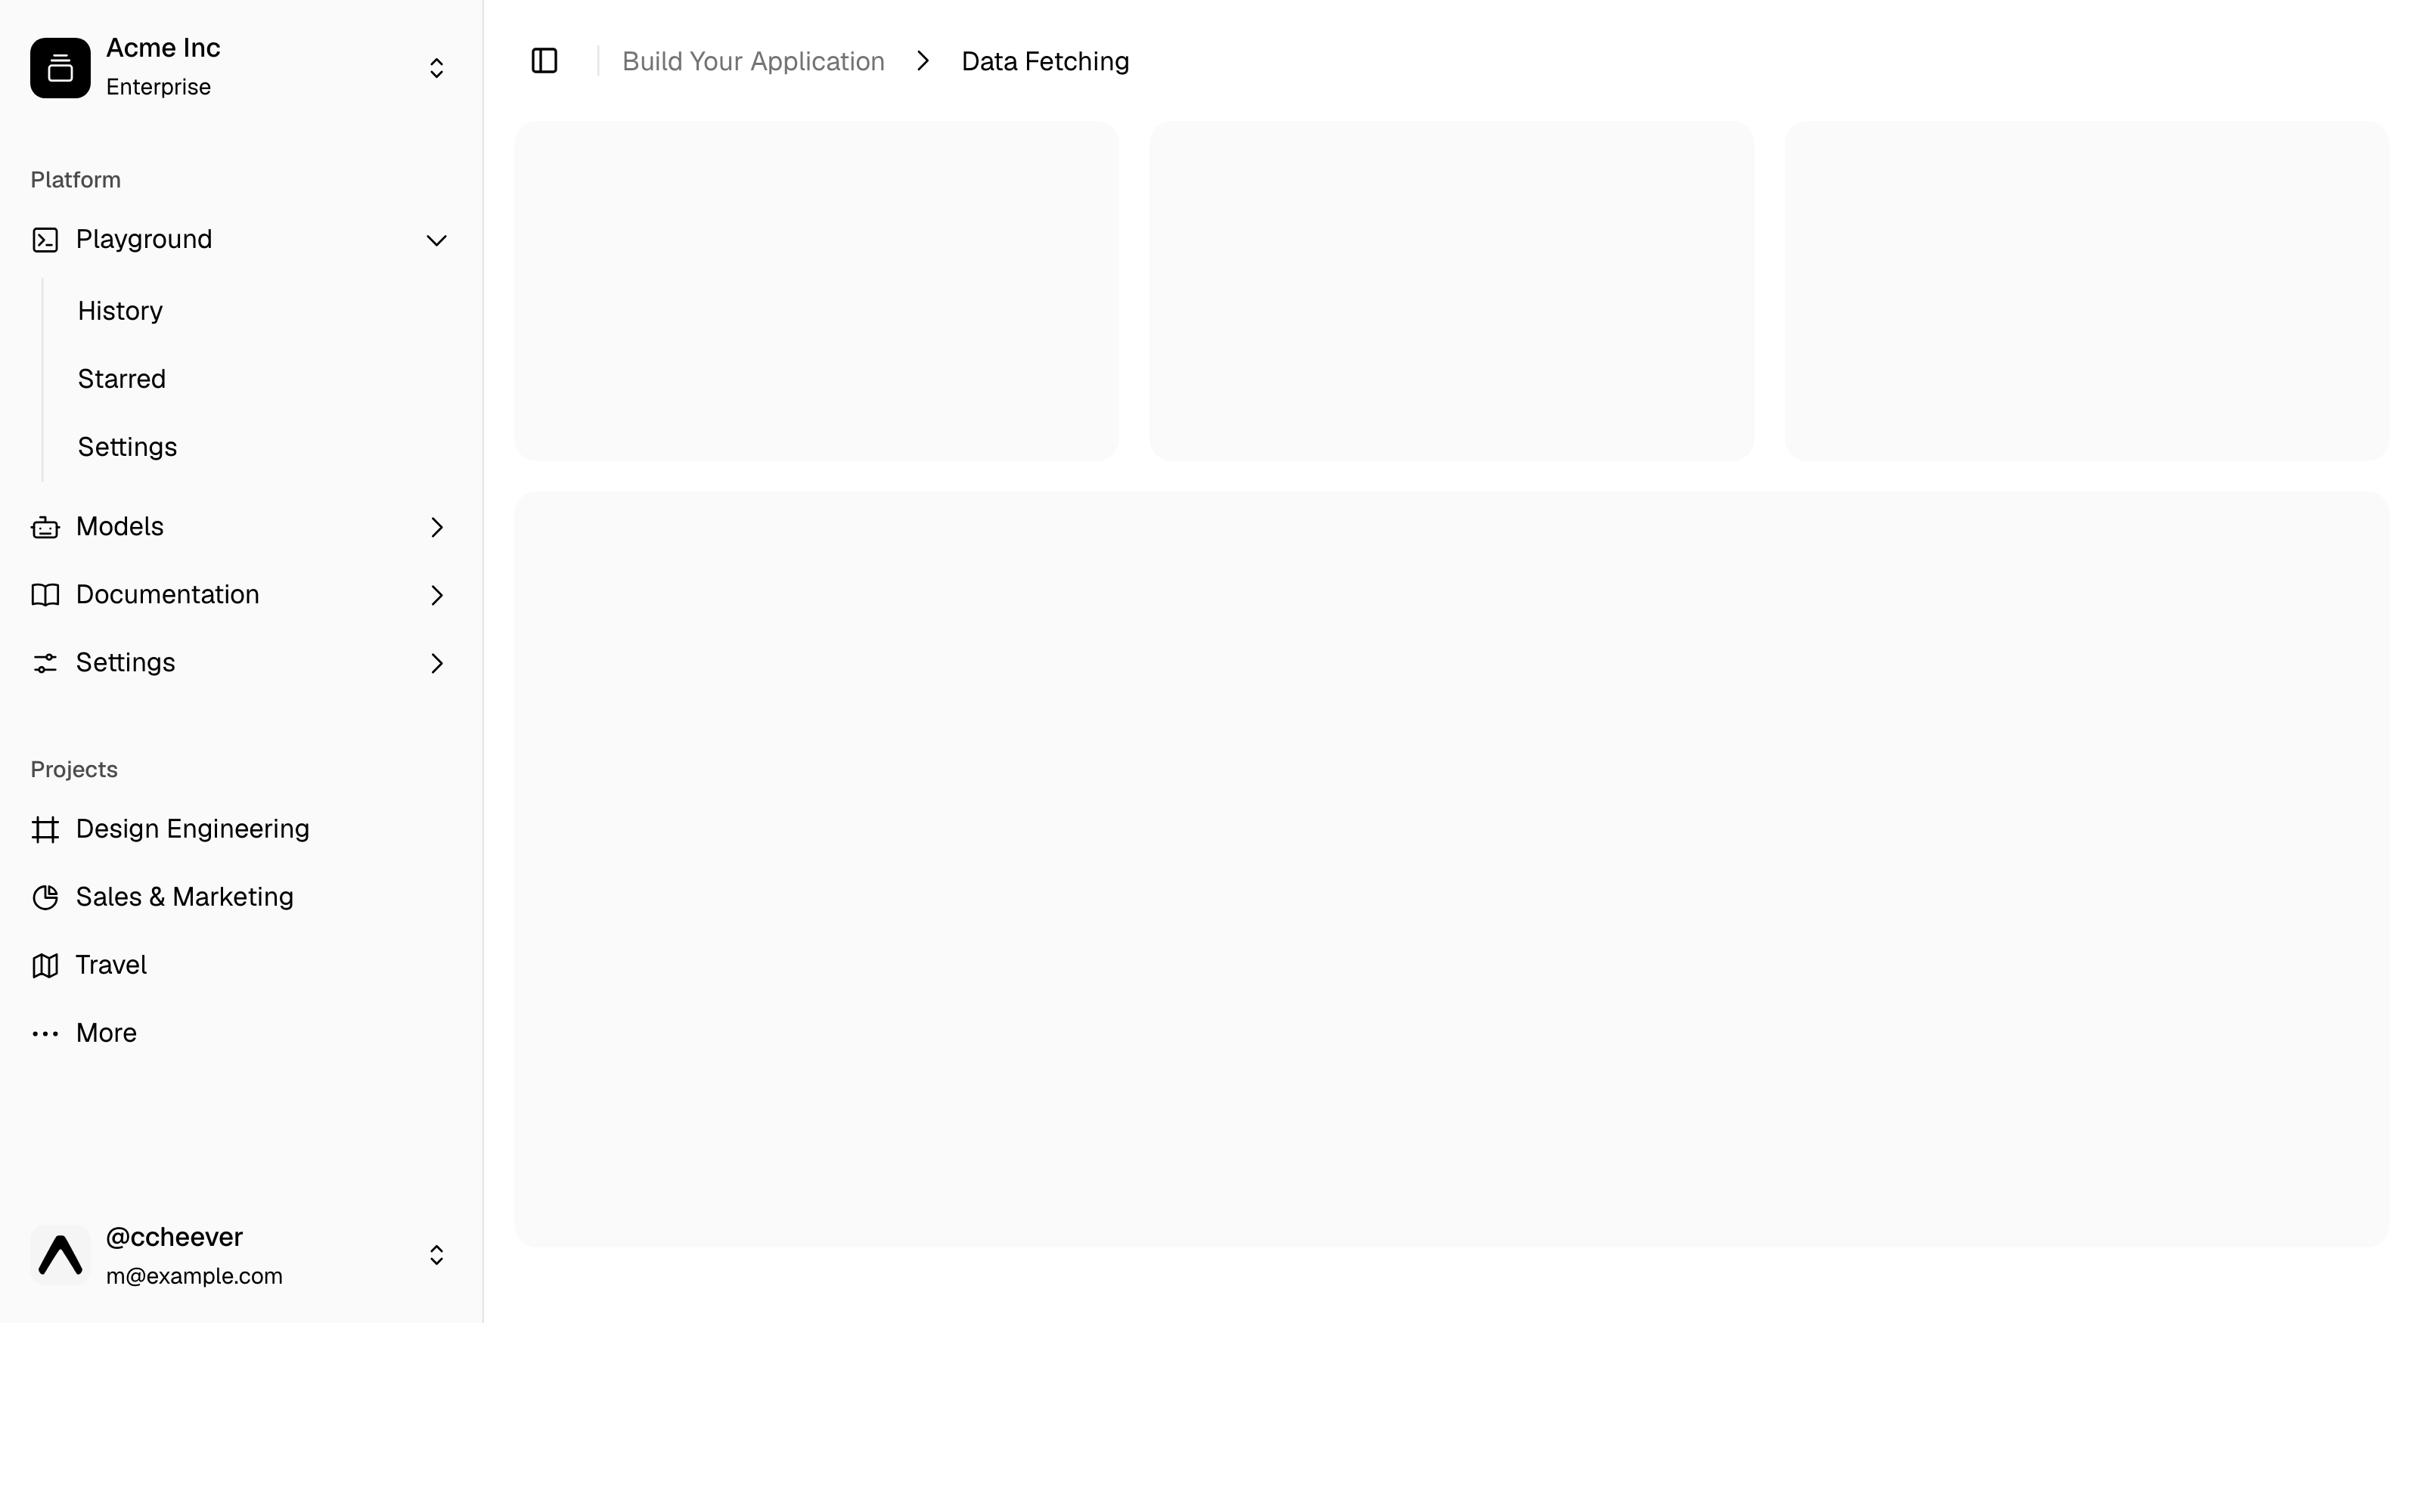 Acme Inc
Enterprise
Platform
Playground
History
Starred
Settings
Models
Documentation
Settings
Projects
Design Engineering
Sales & Marketing
Travel
More
@ccheever
m@example.com
Build Your Application
Data Fetching